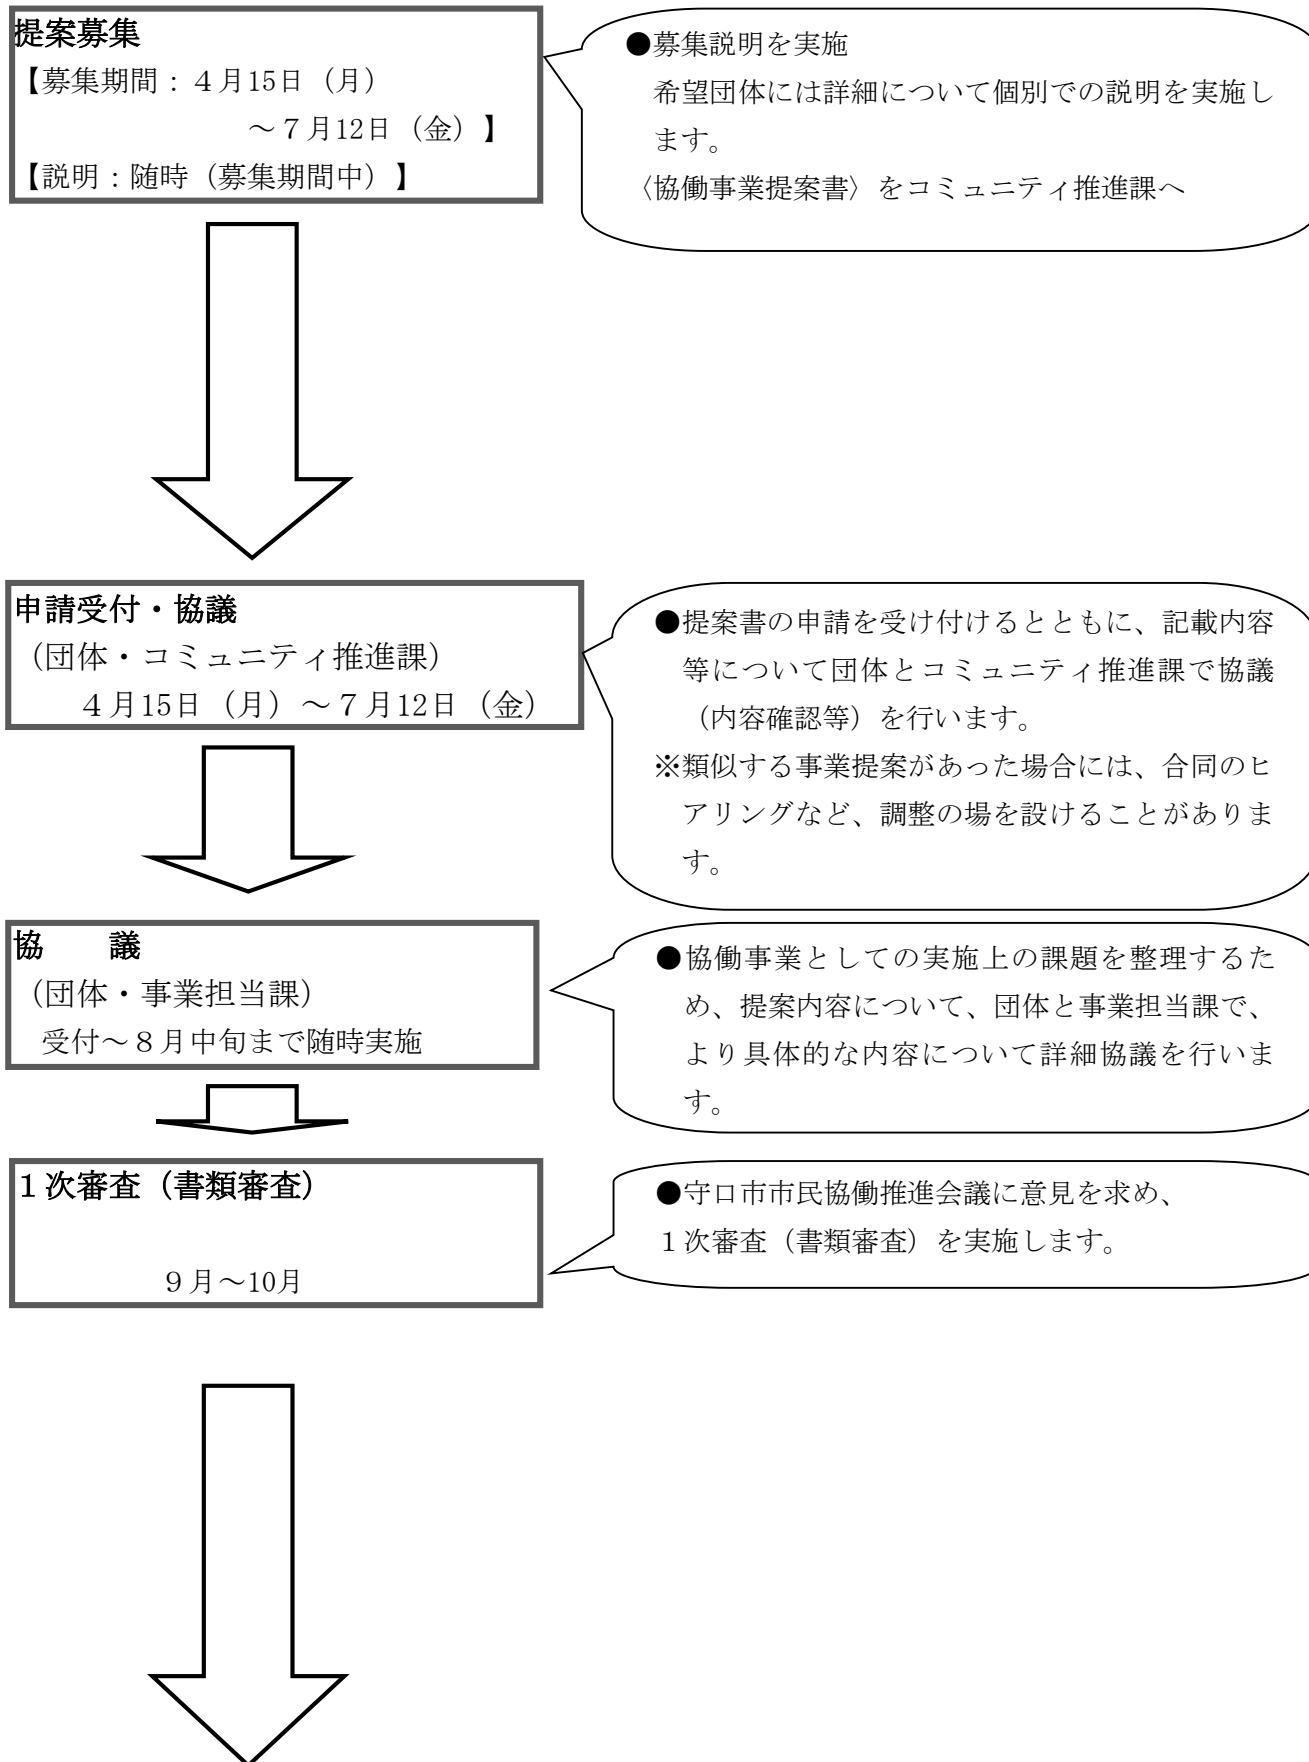 提案募集
【募集期間：４月15日（月）
～７月12日（金）】
【説明：随時（募集期間中）】
●募集説明を実施
希望団体には詳細について個別での説明を実施し
ます。
〈協働事業提案書〉をコミュニティ推進課へ
申請受付・協議
（団体・コミュニティ推進課）
４月15日（月）～７月12日（金）
●提案書の申請を受け付けるとともに、記載内容
等について団体とコミュニティ推進課で協議
（内容確認等）を行います。
※類似する事業提案があった場合には、合同のヒ
アリングなど、調整の場を設けることがありま
す。
協　　議
（団体・事業担当課）
受付～８月中旬まで随時実施
●協働事業としての実施上の課題を整理するた
め、提案内容について、団体と事業担当課で、
より具体的な内容について詳細協議を行いま
す。
１次審査（書類審査）
９月～10月
●守口市市民協働推進会議に意見を求め、
１次審査（書類審査）を実施します。